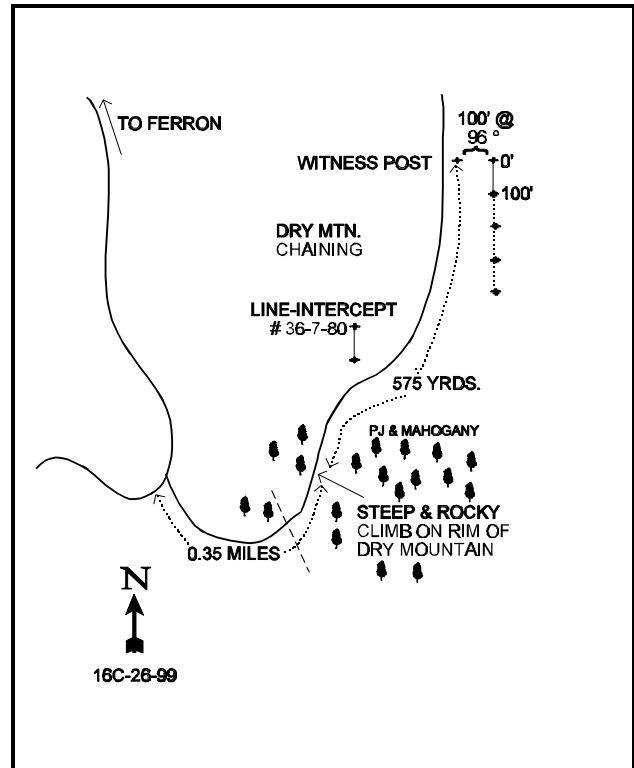 100' @
96 °
TO FERRON
WITNESS POST
0'
100'
DRY MTN.
CHAINING
LINE-INTERCEPT
# 36-7-80
575 YRDS.
PJ & MAHOGANY
STEEP & ROCKY
CLIMB ON RIM OF
DRY MOUNTAIN
0.35 MILES
N
16C-26-99